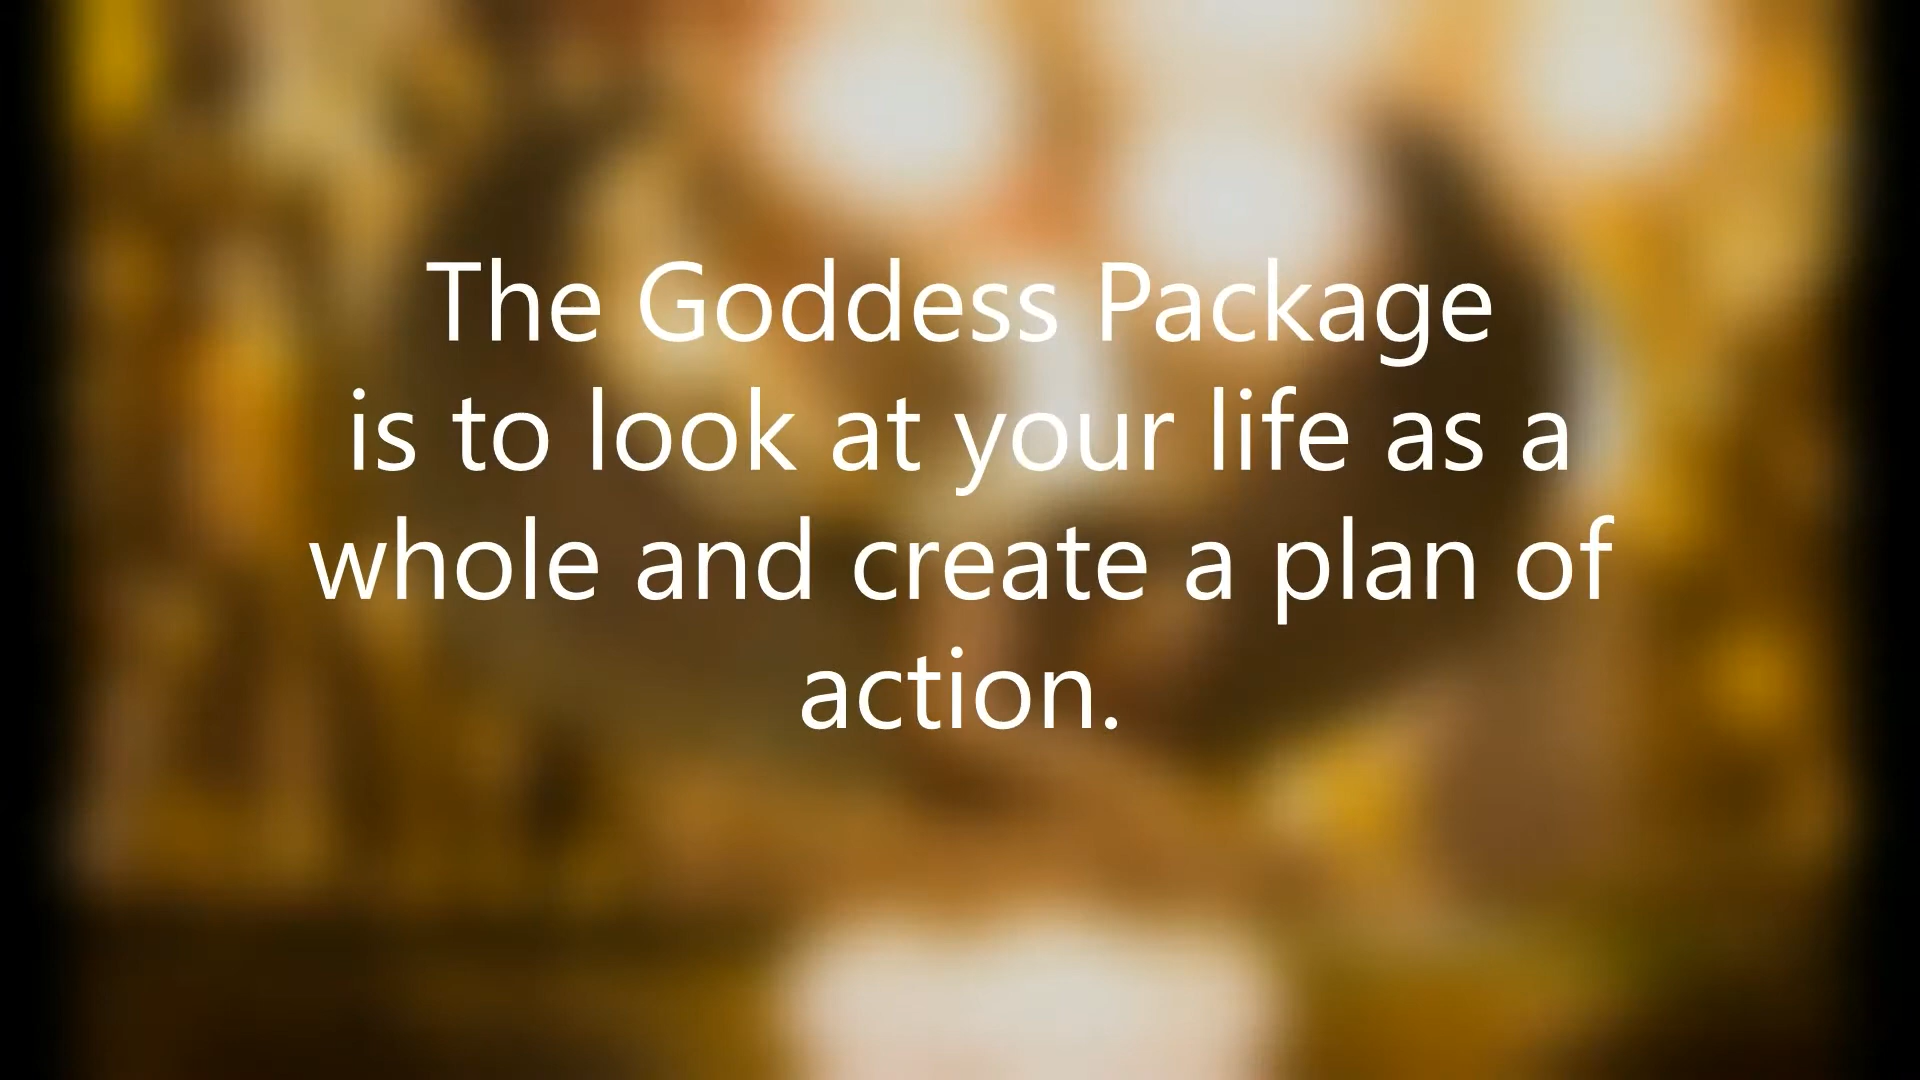 The Goddess Package
is to look at your life as a
whole and create a plan of
action.